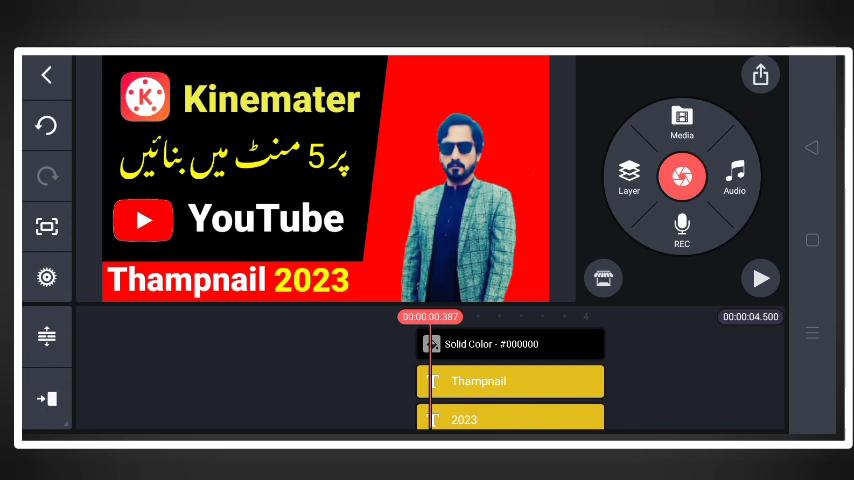 K
Kinemater
پر 5 منٹ میں بنائیں
YouTube
Thampnail 2023
Media
Layer
Audio
REC
00:00:00.387
4
00:00:04.500
Solid Color - #000000
T Thampnail
T 2023